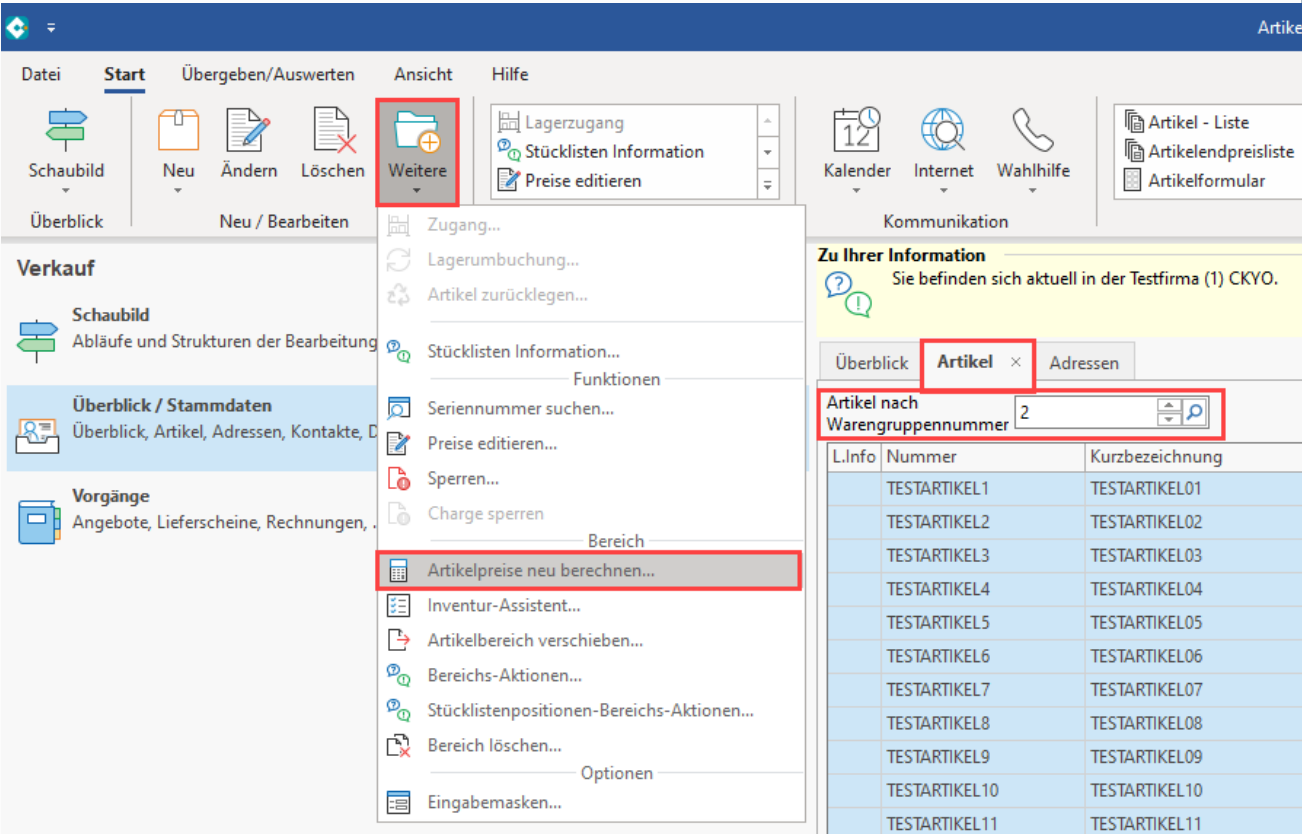 Artike
Datei Start Übergeben/Auswerten Ansicht Hilfe
Schaubild
Überblick
Neu Ändern Löschen Weitere
Neu / Bearbeiten
Lagerzugang
Stücklisten Information
Preise editieren
Kalender Internet Wahlhilfe
12
Kommunikation
Artikel - Liste
Artikelendpreisliste
Artikelformular
Verkauf
Schaubild
Abläufe und Strukturen der Bearbeitung
Überblick / Stammdaten
Überblick, Artikel, Adressen, Kontakte, D
Vorgänge
Angebote, Lieferscheine, Rechnungen, .
Zugang...
Lagerumbuchung...
Artikel zurücklegen...
Stücklisten Information...
Funktionen
Seriennummer suchen...
Preise editieren...
Sperren...
Charge sperren
Bereich
Artikelpreise neu berechnen...
Inventur-Assistent...
Artikelbereich verschieben...
Bereichs-Aktionen...
Stücklistenpositionen-Bereichs-Aktionen...
Bereich löschen...
Optionen
Eingabemasken...
Zu Ihrer Information
Sie befinden sich aktuell in der Testfirma (1) CKYO.
Überblick Artikel × Adressen
Artikel nach
Warengruppennummer 2
L.Info Nummer Kurzbezeichnung
TESTARTIKEL1 TESTARTIKEL01
TESTARTIKEL2 TESTARTIKEL02
TESTARTIKEL3 TESTARTIKEL03
TESTARTIKEL4 TESTARTIKEL04
TESTARTIKEL5 TESTARTIKEL05
TESTARTIKEL6 TESTARTIKEL06
TESTARTIKEL7 TESTARTIKEL07
TESTARTIKEL8 TESTARTIKEL08
TESTARTIKEL9 TESTARTIKEL09
TESTARTIKEL10 TESTARTIKEL10
TESTARTIKEL11 TESTARTIKEL11